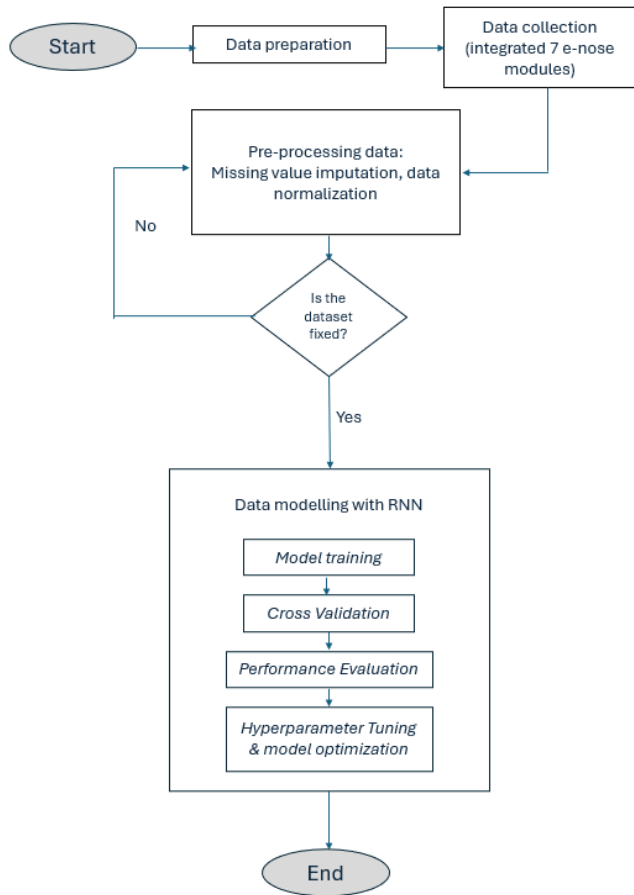 Start
Data preparation
Data collection
(integrated 7 e-nose
modules)
Pre-processing data:
Missing value imputation, data
normalization
No
Is the
dataset
fixed?
Yes
Data modelling with RNN
Model training
Cross Validation
Performance Evaluation
Hyperparameter Tuning
& model optimization
End